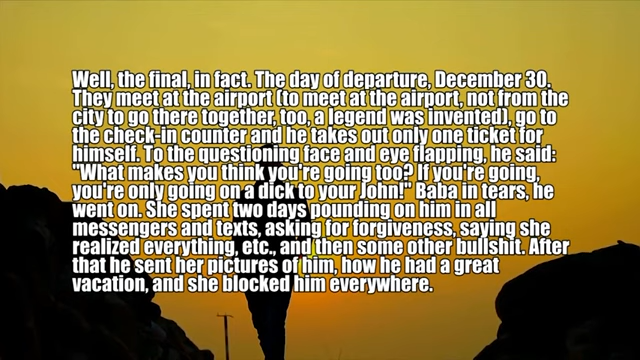 Well, the final, in fact. The day of departure, December 30.
They meet at the airport (to meet at the airport, not from the
city to go there together, too, a legend was invented), go to
the check-in counter and he takes out only one ticket for
himself. To the questioning face and eye flapping, he said:
"What makes you think you're going too? If you're going,
you're only going on a dick to your John!" Baba in tears, he
went on. She spent two days pounding on him in all
messengers and texts, asking for forgiveness, saying she
realized everything, etc., and then some other bullshit. After
that he sent her pictures of him, how he had a great
vacation, and she blocked him everywhere.